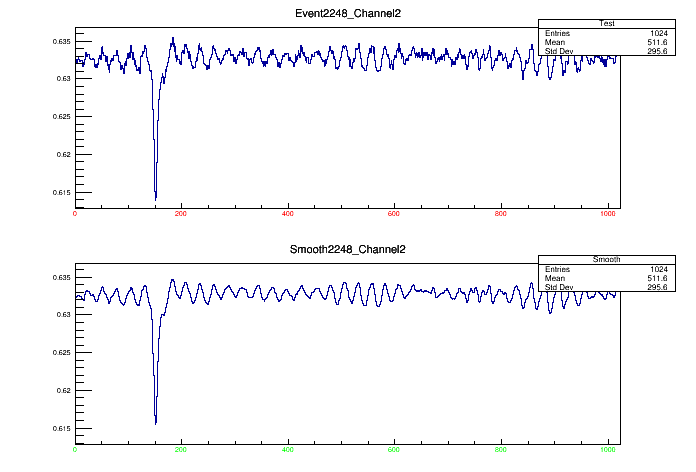 Event2248_Channel2
Test
Entries 1024
Mean 511.6
Std Dev 295.6
0.635
0.63
0.625
0.62
0.615
0 200 400 600 800 1000
Smooth2248_Channel2
Smooth
Entries 1024
Mean 511.6
Std Dev 295.6
0.635
0.63
0.625
0.62
0.615
0 200 400 600 800 1000